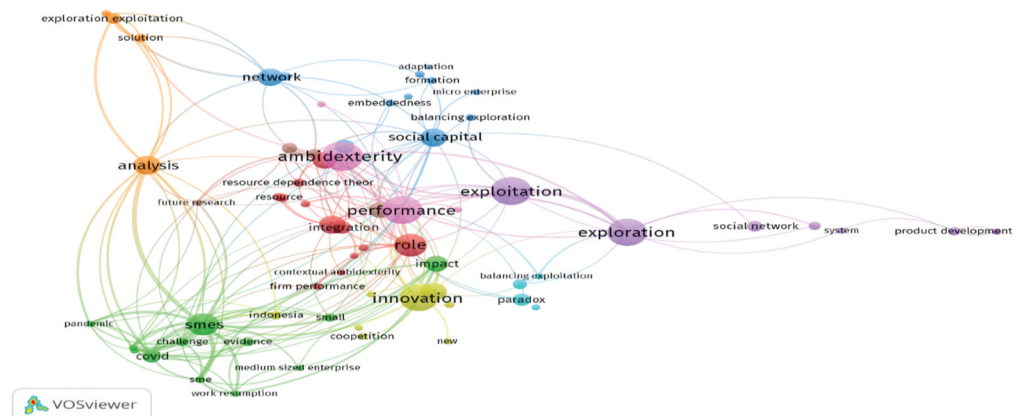 exploration exploitation
solution
network
adaptation
formation
micro enterprise
embeddedness
balancing exploration
social capital
ambidexterity
analysis
resource dependence theor
exploitation
future research
resource
performance
integration
exploration
social network
system
product development
role
impact
contextual ambidexterity
balancing exploitation
firm performance
innovation
paradox
indonesia
small
pandemic
smes
coopetition
challenge
evidence
new
covid
medium sized enterprise
sme
work resumption
VOSviewer